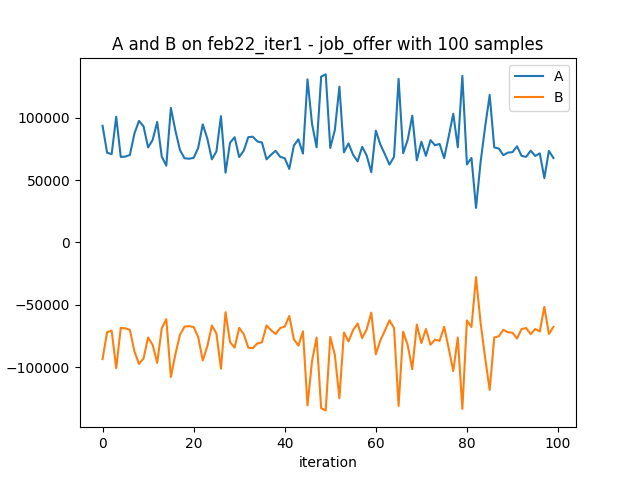 A and B on feb22_iter1 - job_offer with 100 samples
A
B
100000
50000
0
−50000
−100000
0 20 40 60 80 100
iteration